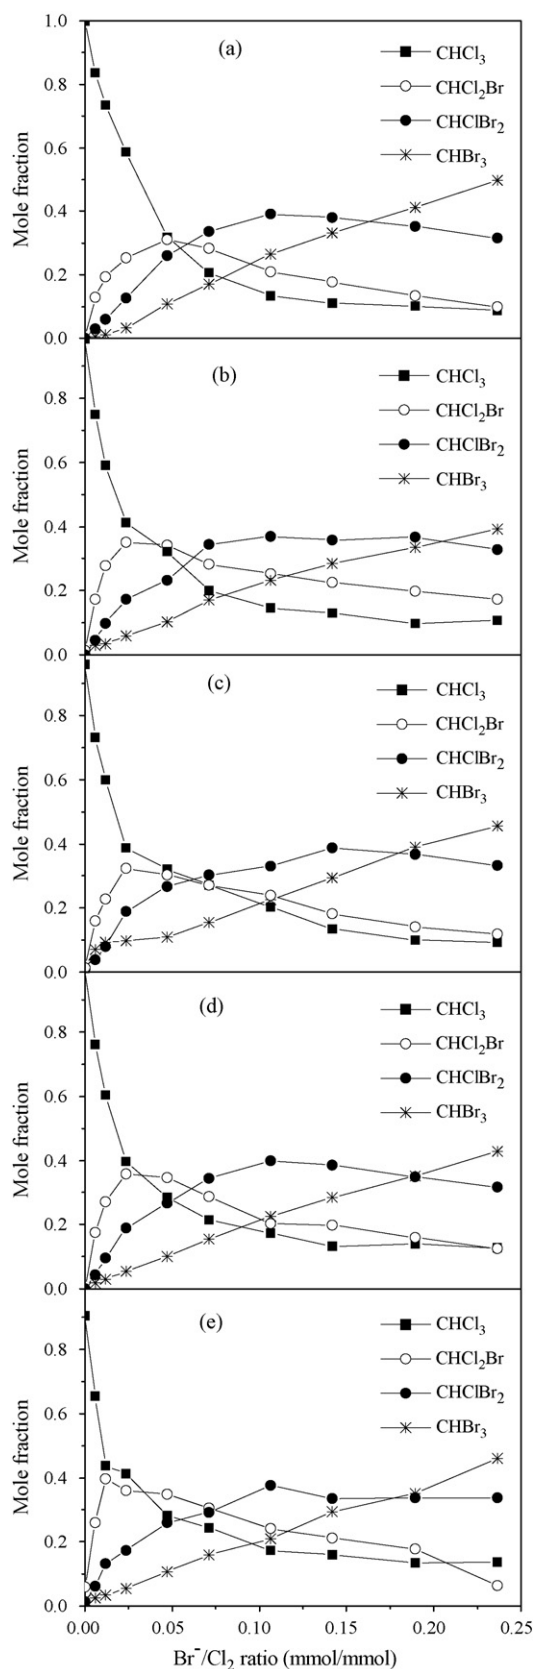 1.0
(a)
CHCl₃
0.8
CHCl₂Br
CHClBr₂
0.6
CHBr₃
Mole fraction
0.4
0.2
0.0
(b)
CHCl₃
0.8
CHCl₂Br
CHClBr₂
0.6
CHBr₃
Mole fraction
0.4
0.2
0.0
(c)
CHCl₃
0.8
CHCl₂Br
CHClBr₂
0.6
CHBr₃
Mole fraction
0.4
0.2
0.0
(d)
CHCl₃
0.8
CHCl₂Br
CHClBr₂
0.6
CHBr₃
Mole fraction
0.4
0.2
0.0
(e)
CHCl₃
0.8
CHCl₂Br
CHClBr₂
0.6
CHBr₃
Mole fraction
0.4
0.2
0.0
0.00 0.05 0.10 0.15 0.20 0.25
Br⁻/Cl₂ ratio (mmol/mmol)